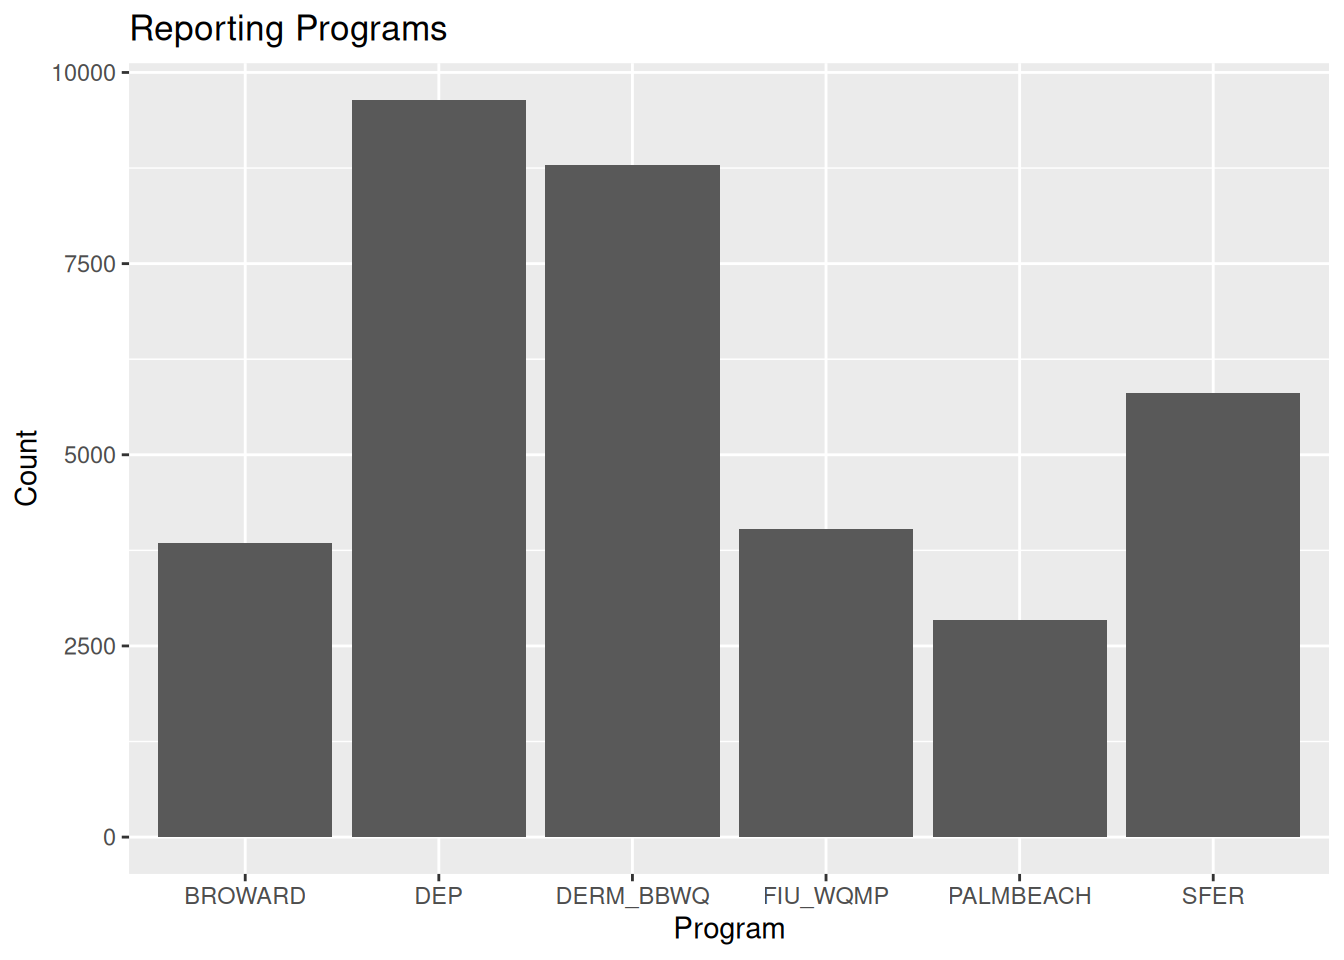 Reporting Programs
10000
7500
5000
2500
0
Count
BROWARD DEP DERM_BBWQ FIU_WQMP PALMBEACH SFER
Program